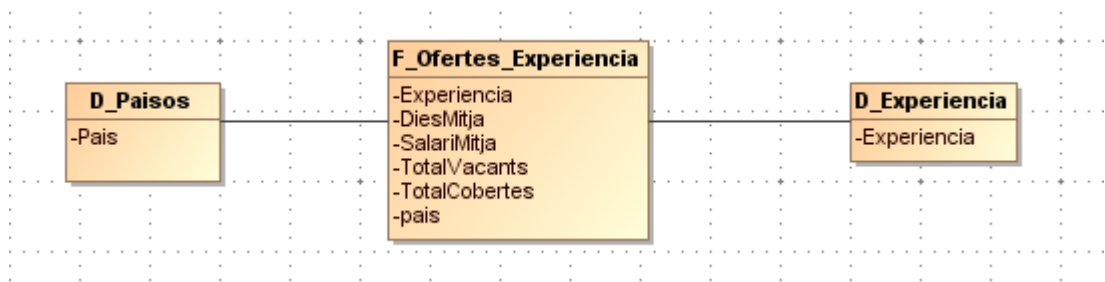 D_Paisos
-Pais
F_Ofertes_Experiencia
-Experiencia
-DiesMitja
-SalariMitja
-TotalVacants
-TotalCobertes
-pais
D_Experiencia
-Experiencia